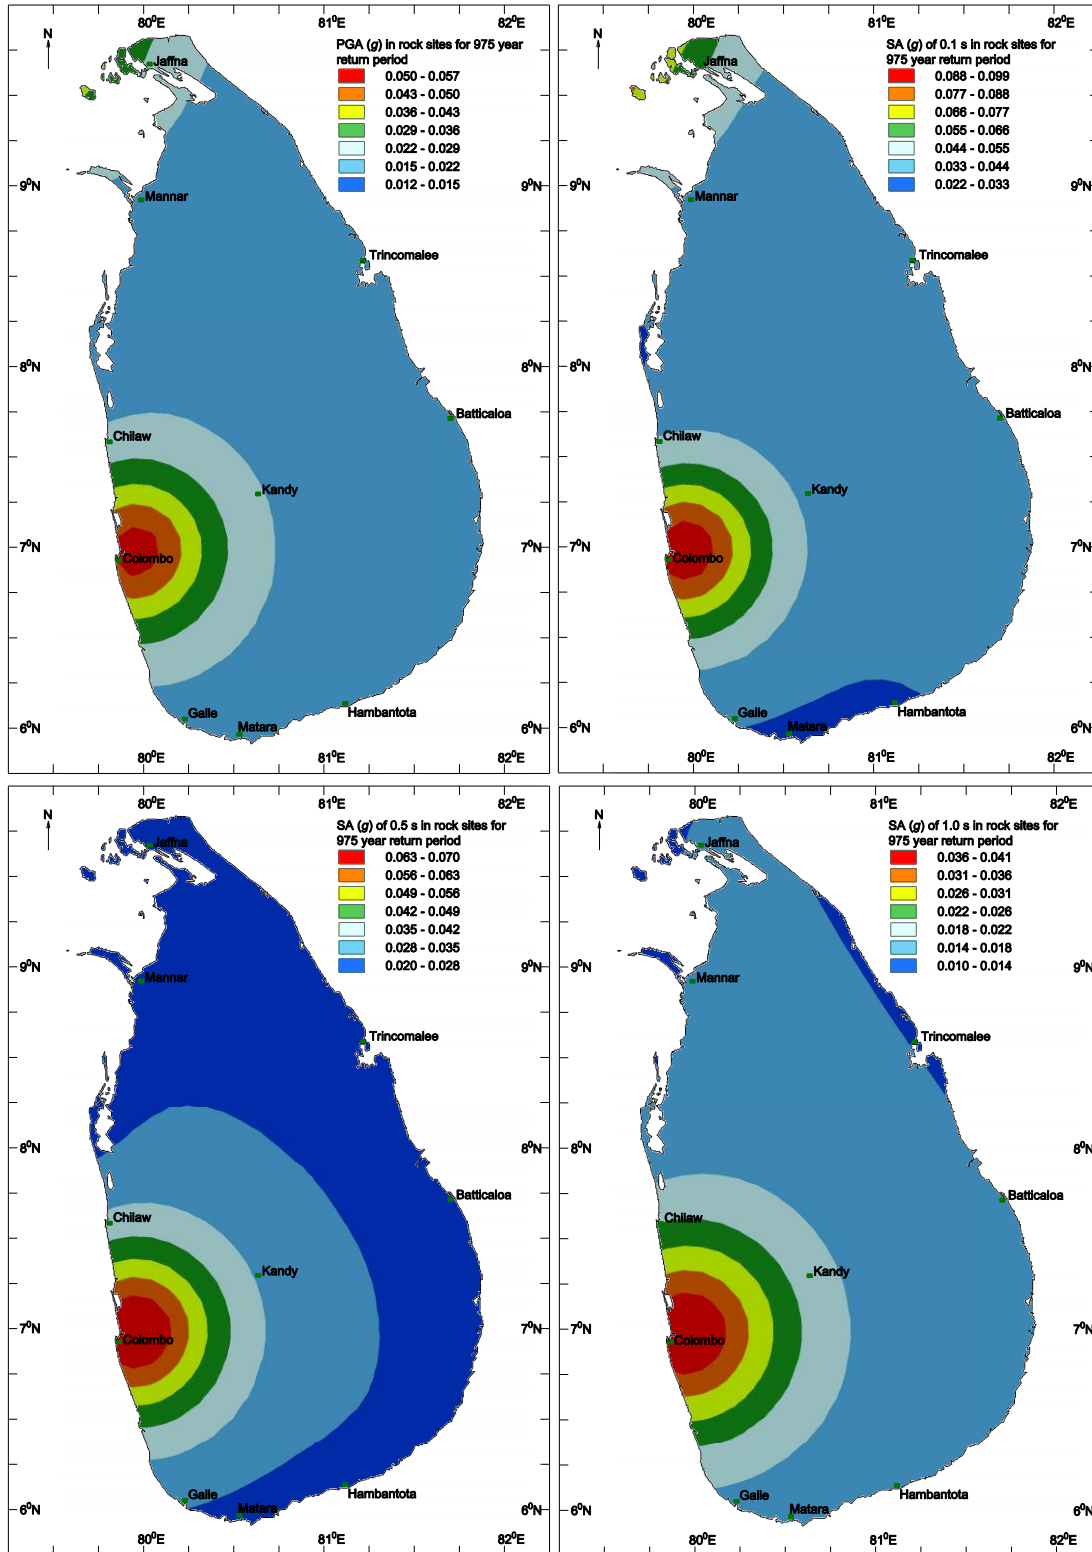 80⁰E 82⁰E
N
PGA (g) in rock sites for 975 year
return period
0.050 - 0.057
0.043 - 0.050
0.036 - 0.043
0.029 - 0.036
0.022 - 0.029
0.015 - 0.022
0.012 - 0.015
Jaffna
9⁰N
Mannar
Trincomalee
8⁰N
Batticaloa
Chilaw
Kandy
7⁰N
Colombo
Galle
Hambantota
6⁰N
Matara
80⁰E 81⁰E 82⁰E
80⁰E 82⁰E
N
SA (g) of 0.1 s in rock sites for
975 year return period
0.088 - 0.099
0.077 - 0.088
0.066 - 0.077
0.055 - 0.066
0.044 - 0.055
0.033 - 0.044
0.022 - 0.033
Jaffna
9⁰N
Mannar
Trincomalee
8⁰N
8⁰N
Batticaloa
Chilaw
Kandy
7⁰N
7⁰N
Colombo
Galle
Hambantota
6⁰N
6⁰N
Matara
80⁰E 81⁰E 82⁰E
80⁰E 81⁰E 82⁰E
N
SA (g) of 0.5 s in rock sites for
975 year return period
0.063 - 0.070
0.056 - 0.063
0.049 - 0.056
0.042 - 0.049
0.035 - 0.042
0.028 - 0.035
0.020 - 0.028
Jaffna
9⁰N
Mannar
Trincomalee
8⁰N
Batticaloa
Chilaw
Kandy
7⁰N
Colombo
Galle
Hambantota
6⁰N
Matara
80⁰E 81⁰E 82⁰E
80⁰E 81⁰E 82⁰E
N
SA (g) of 1.0 s in rock sites for
975 year return period
0.036 - 0.041
0.031 - 0.036
0.026 - 0.031
0.022 - 0.026
0.018 - 0.022
0.014 - 0.018
0.010 - 0.014
Jaffna
9⁰N
Mannar
Trincomalee
8⁰N
8⁰N
Batticaloa
Chilaw
Kandy
7⁰N
7⁰N
Colombo
Galle
Hambantota
6⁰N
6⁰N
Matara
80⁰E 81⁰E 82⁰E